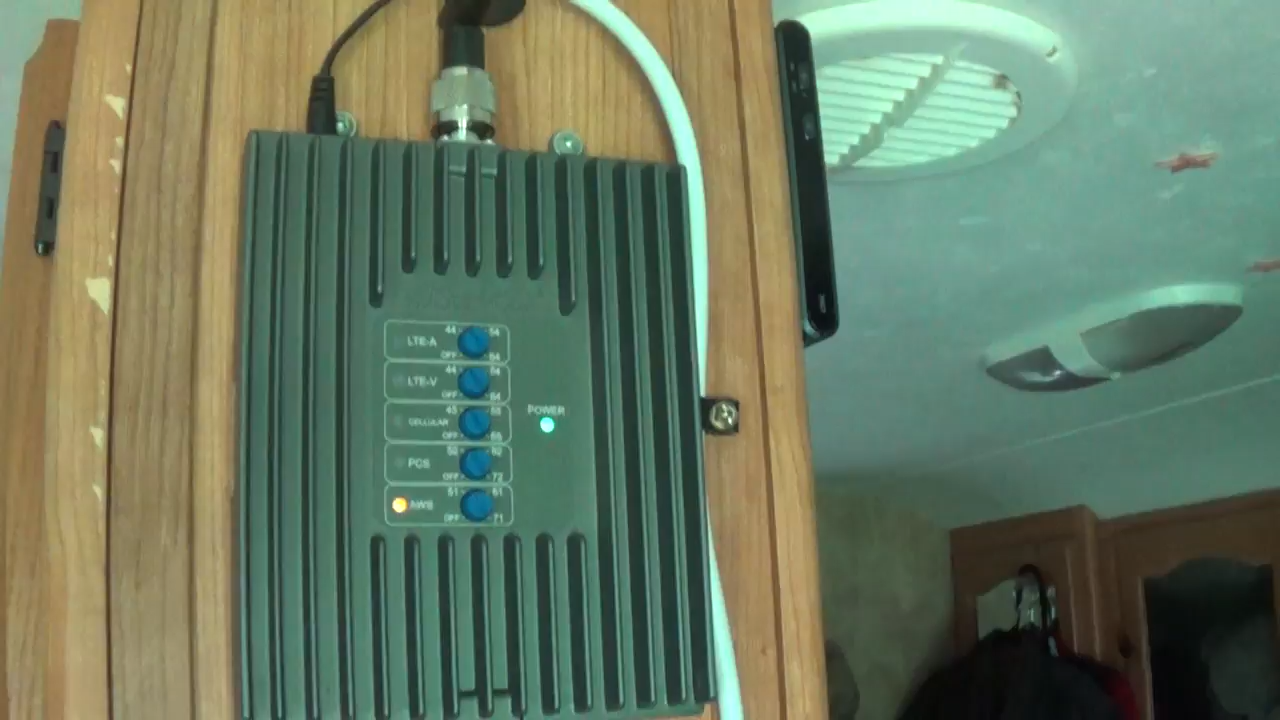 44 54
LTE-A
OFF 64
44 54
LTE-V
OFF 64
45 55
CELLULAR
OFF 65
POWER
52 62
PCS
OFF 72
51 61
AWS
OFF 71